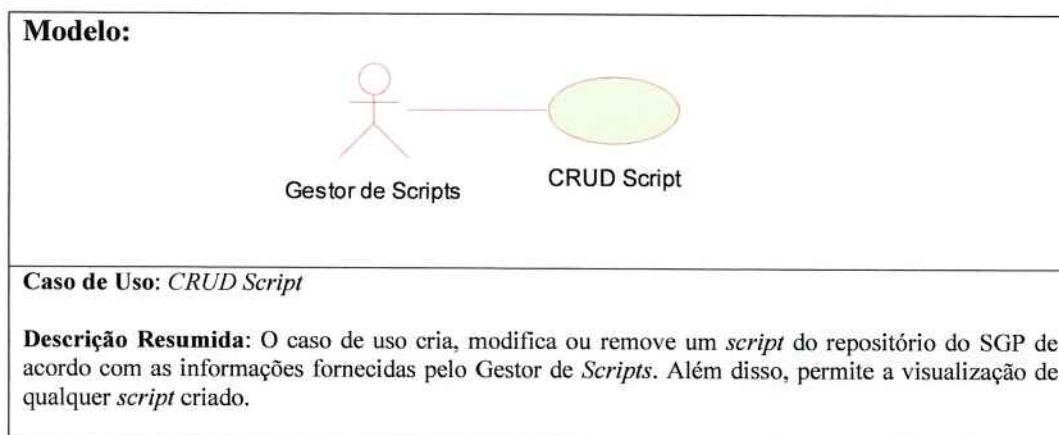 Modelo:
Gestor de Scripts
CRUD Script
Caso de Uso: CRUD Script
Descrição Resumida: O caso de uso cria, modifica ou remove um script do repositório do SGP de
acordo com as informações fornecidas pelo Gestor de Scripts. Além disso, permite a visualização de
qualquer script criado.